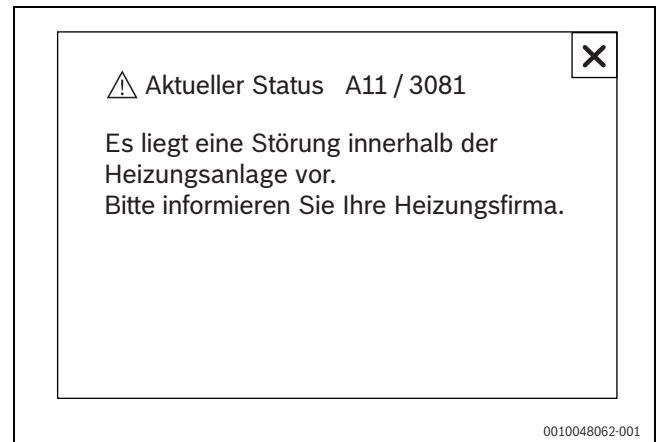 Aktueller Status A11 / 3081
Es liegt eine Störung innerhalb der
Heizungsanlage vor.
Bitte informieren Sie Ihre Heizungsfirma.
0010048062-001